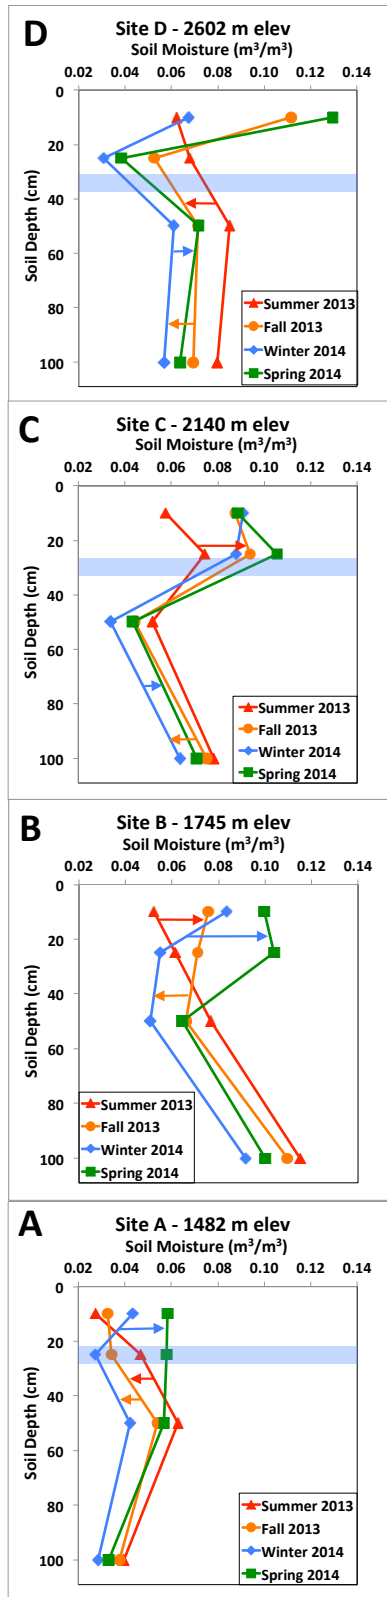 D
Site D - 2602 m elev
Soil Moisture (m³/m³)
0.02 0.04 0.06 0.08 0.10 0.12 0.14
0
20
40
60
80
100
Soil Depth (cm)
Summer 2013
Fall 2013
Winter 2014
Spring 2014
C
Site C - 2140 m elev
Soil Moisture (m³/m³)
0.02 0.04 0.06 0.08 0.10 0.12 0.14
0
20
40
60
80
100
Soil Depth (cm)
Summer 2013
Fall 2013
Winter 2014
Spring 2014
B
Site B - 1745 m elev
Soil Moisture (m³/m³)
0.02 0.04 0.06 0.08 0.10 0.12 0.14
0
20
40
60
80
100
Soil Depth (cm)
Summer 2013
Fall 2013
Winter 2014
Spring 2014
A
Site A - 1482 m elev
Soil Moisture (m³/m³)
0.02 0.04 0.06 0.08 0.10 0.12 0.14
0
20
40
60
80
100
Soil Depth (cm)
Summer 2013
Fall 2013
Winter 2014
Spring 2014